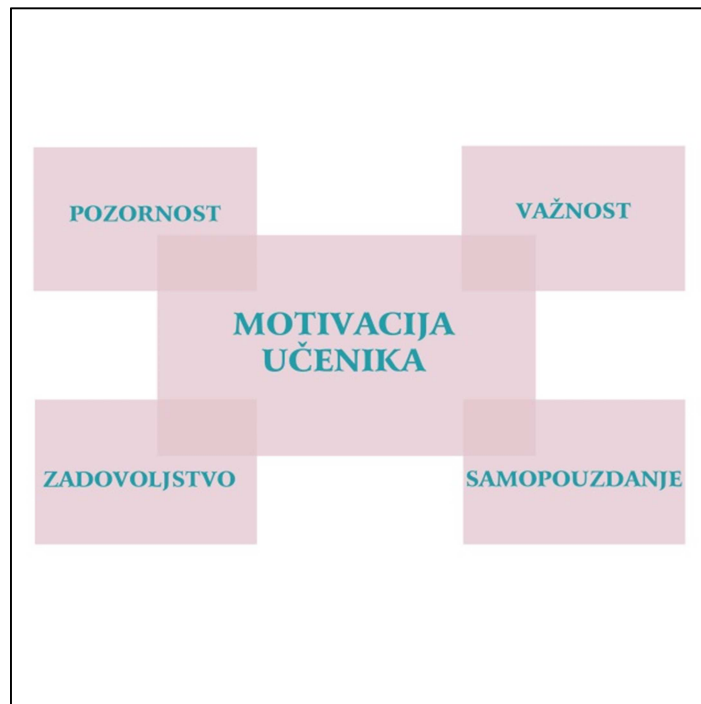 POZORNOST
VAŽNOST
MOTIVACIJA
UČENIKA
ZADOVOLJSTVO
SAMOPOUZDANJE